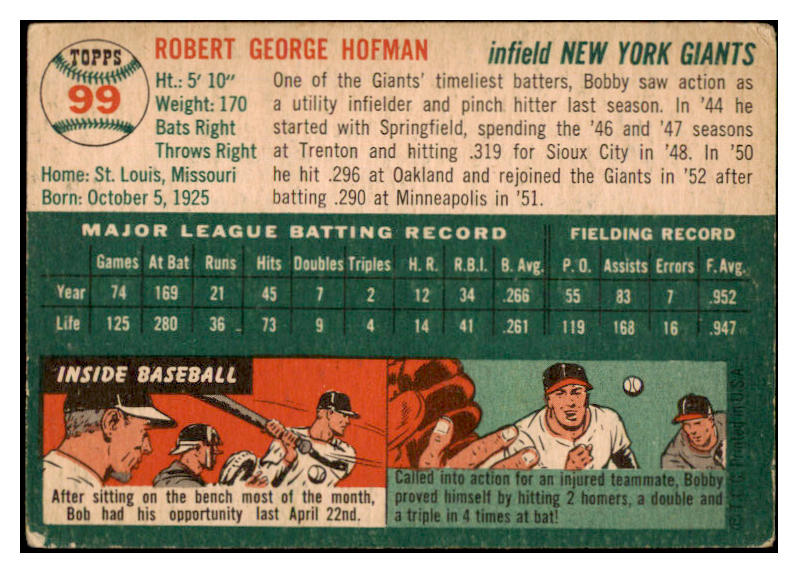 TOPPS
99
ROBERT GEORGE HOFMAN
infield NEW YORK GIANTS
Ht.: 5' 10"
Weight: 170
Bats Right
Throws Right
Home: St. Louis, Missouri
Born: October 5, 1925
One of the Giants' timeliest batters, Bobby saw action as
a utility infielder and pinch hitter last season. In '44 he
started with Springfield, spending the '46 and '47 seasons
at Trenton and hitting .319 for Sioux City in '48. In '50
he hit .296 at Oakland and rejoined the Giants in '52 after
batting .290 at Minneapolis in '51.
MAJOR LEAGUE BATTING RECORD FIELDING RECORD
Games At Bat Runs Hits Doubles Triples H. R. R.B.I. B. Avg. P. O. Assists Errors F. Avg.
Year 74 169 21 45 7 2 12 34 .266 55 83 7 .952
Life 125 280 36 73 9 4 14 41 .261 119 168 16 .947
INSIDE BASEBALL
After sitting on the bench most of the month,
Bob had his opportunity last April 22nd.
Called into action for an injured teammate, Bobby
proved himself by hitting 2 homers, a double and
a triple in 4 times at bat!
© T.C.G. Printed in U.S.A.